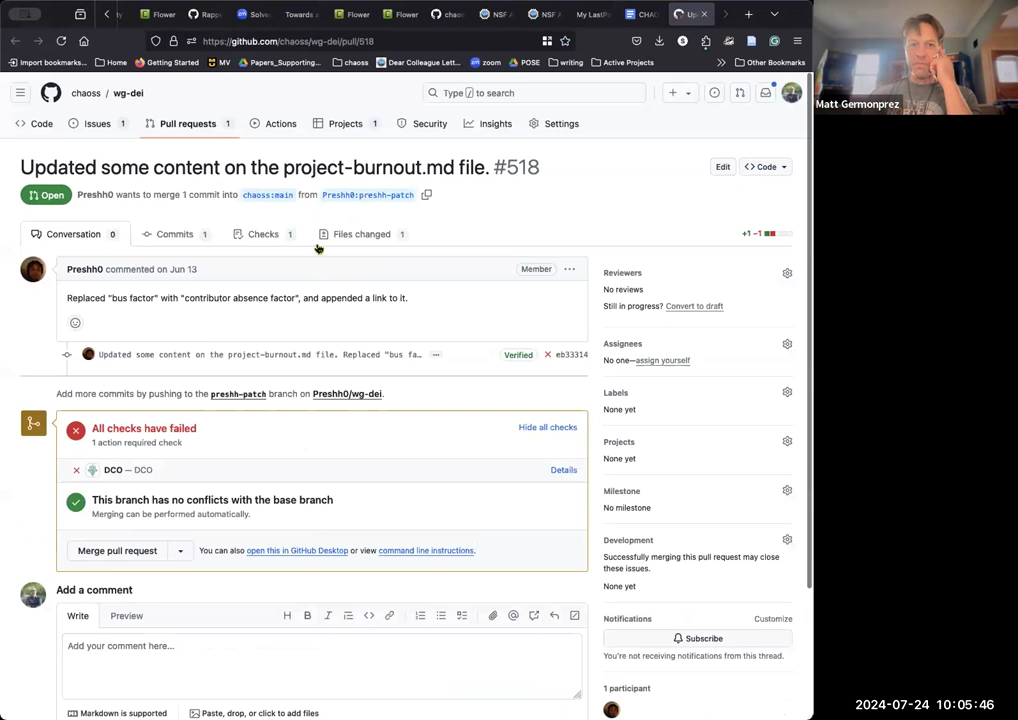 Flower
Rapp
Solve
Towards a
Flower
Flower
chaos
NSF A
NSF A
My LastP
CHAO
Up
https://github.com/chaoss/wg-dei/pull/518
Import bookmarks...
Home
Getting Started
MV
Papers_Supporting...
chaoss
Dear Colleague Lett...
zoom
POSE
writing
Active Projects
Other Bookmarks
chaoss / wg-dei
Type / to search
Code
Issues 1
Pull requests 1
Actions
Projects 1
Security
Insights
Settings
Updated some content on the project-burnout.md file. #518
Edit
<> Code
Open
Preshh0 wants to merge 1 commit into chaoss:main from Preshh0:preshh-patch
Conversation 0
Commits 1
Checks 1
Files changed 1
+1 −1
Preshh0 commented on Jun 13
Member
Replaced "bus factor" with "contributor absence factor", and appended a link to it.
Updated some content on the project-burnout.md file. Replaced "bus fa…
Verified
eb33314
Add more commits by pushing to the preshh-patch branch on Preshh0/wg-dei.
All checks have failed
1 action required check
Hide all checks
DCO — DCO
Details
This branch has no conflicts with the base branch
Merging can be performed automatically.
Merge pull request
You can also open this in GitHub Desktop or view command line instructions.
Add a comment
Write
Preview
Add your comment here...
Markdown is supported
Paste, drop, or click to add files
Reviewers
No reviews
Still in progress? Convert to draft
Assignees
No one—assign yourself
Labels
None yet
Projects
None yet
Milestone
No milestone
Development
Successfully merging this pull request may close
these issues.
None yet
Notifications
Customize
Subscribe
You're not receiving notifications from this thread.
1 participant
Matt Germonprez
2024-07-24 10:05:46